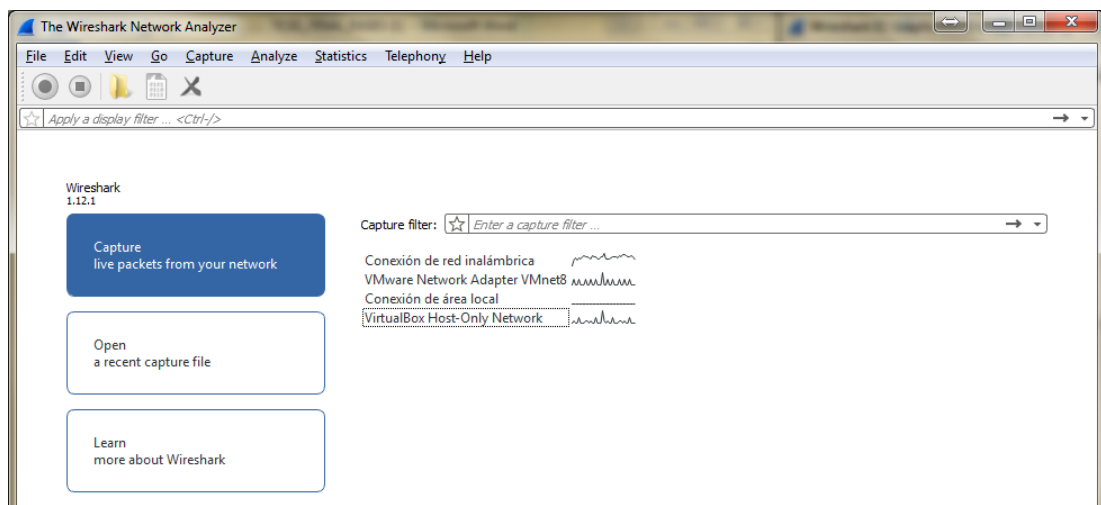 The Wireshark Network Analyzer
File Edit View Go Capture Analyze Statistics Telephony Help
Apply a display filter ... <Ctrl-/>
Wireshark
1.12.1
Capture
live packets from your network
Open
a recent capture file
Learn
more about Wireshark
Capture filter: Enter a capture filter ...
Conexión de red inalámbrica
VMware Network Adapter VMnet8
Conexión de área local
VirtualBox Host-Only Network